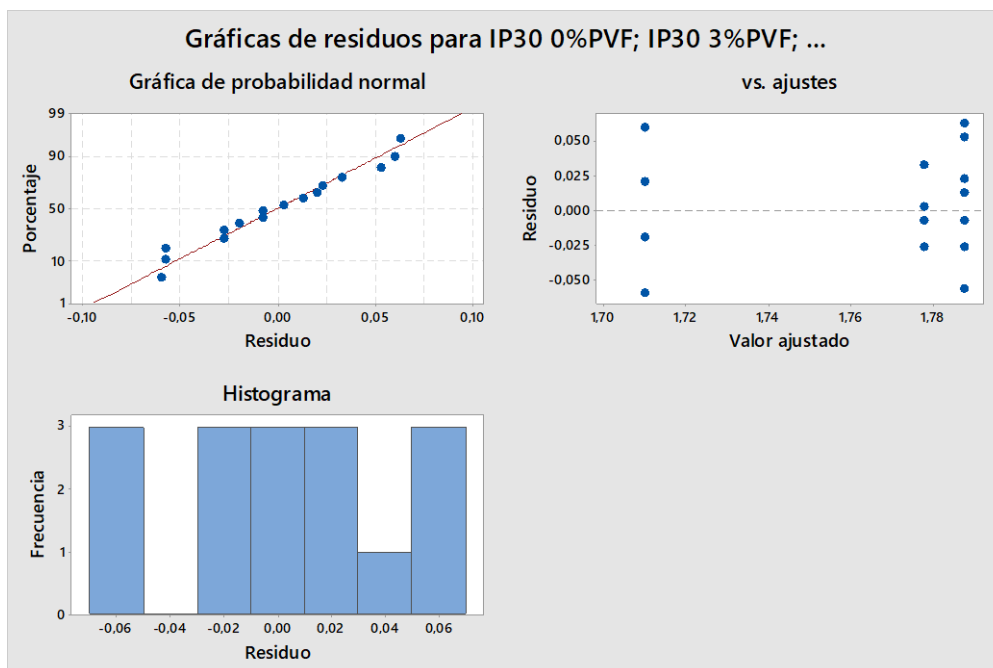 Gráficas de residuos para IP30 0%PVF; IP30 3%PVF; ...
Gráfica de probabilidad normal
99
90
50
10
1
Porcentaje
-0,10 -0,05 0,00 0,05 0,10
Residuo
vs. ajustes
0,050
0,025
0,000
-0,025
-0,050
Residuo
1,70 1,72 1,74 1,76 1,78
Valor ajustado
Histograma
3
2
1
0
Frecuencia
-0,06 -0,04 -0,02 0,00 0,02 0,04 0,06
Residuo